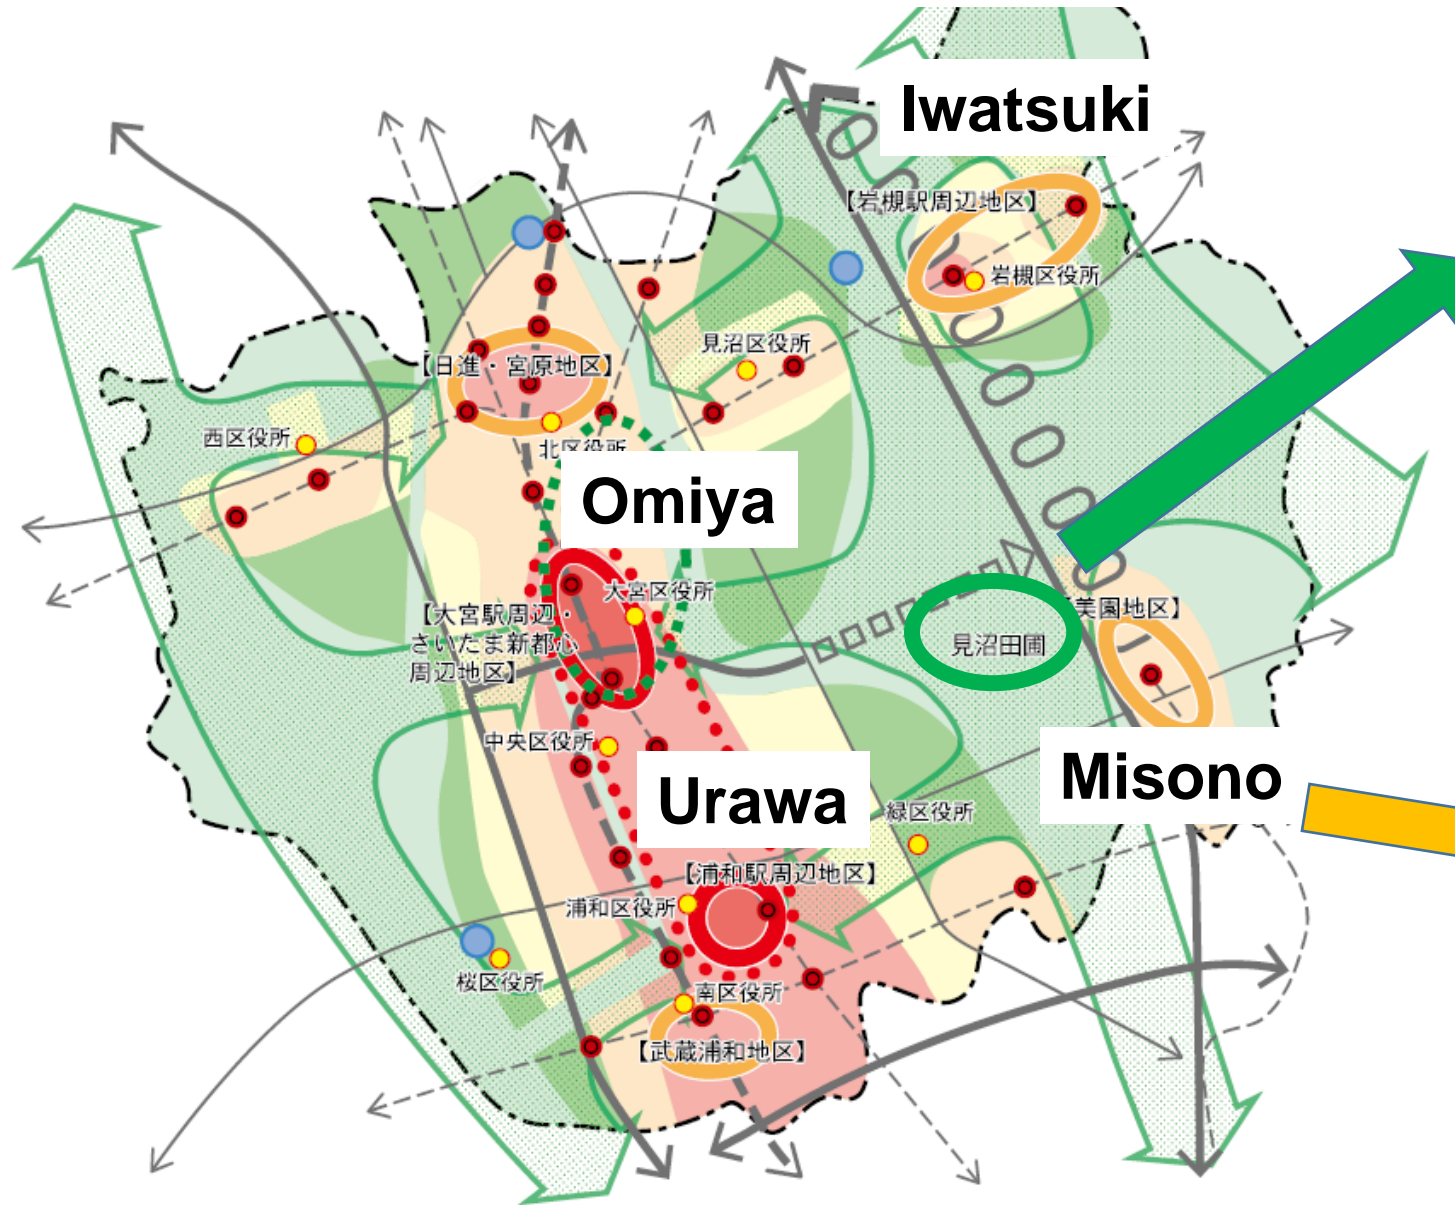 Iwatsuki
【岩槻駅周辺地区】
岩槻区役所
見沼区役所
【日進・宮原地区】
西区役所
北区役所
Omiya
大宮区役所
【大宮駅周辺・
さいたま新都心
周辺地区】
【美園地区】
見沼田圃
中央区役所
Misono
Urawa
緑区役所
【浦和駅周辺地区】
浦和区役所
桜区役所
南区役所
【武蔵浦和地区】